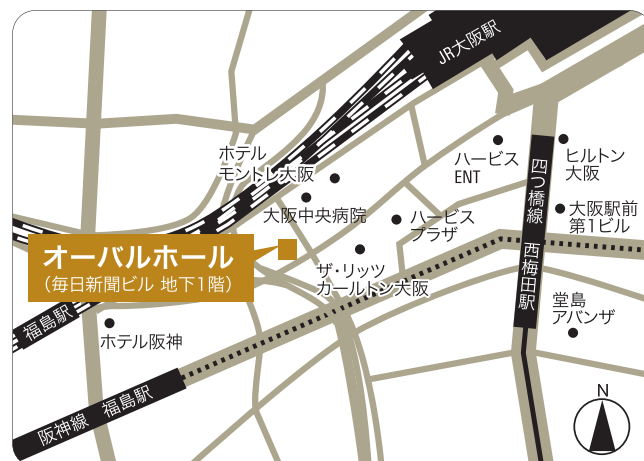 JR大阪駅
ホテル
モントレ大阪
大阪中央病院
ハービス
ENT
ヒルトン
大阪
四つ橋線 西梅田駅
大阪駅前
第1ビル
ハービス
プラザ
オーバルホール
（毎日新聞ビル 地下1階）
ザ・リッツ
カールトン大阪
福島駅
ホテル阪神
堂島
アバンザ
阪神線 福島駅
N